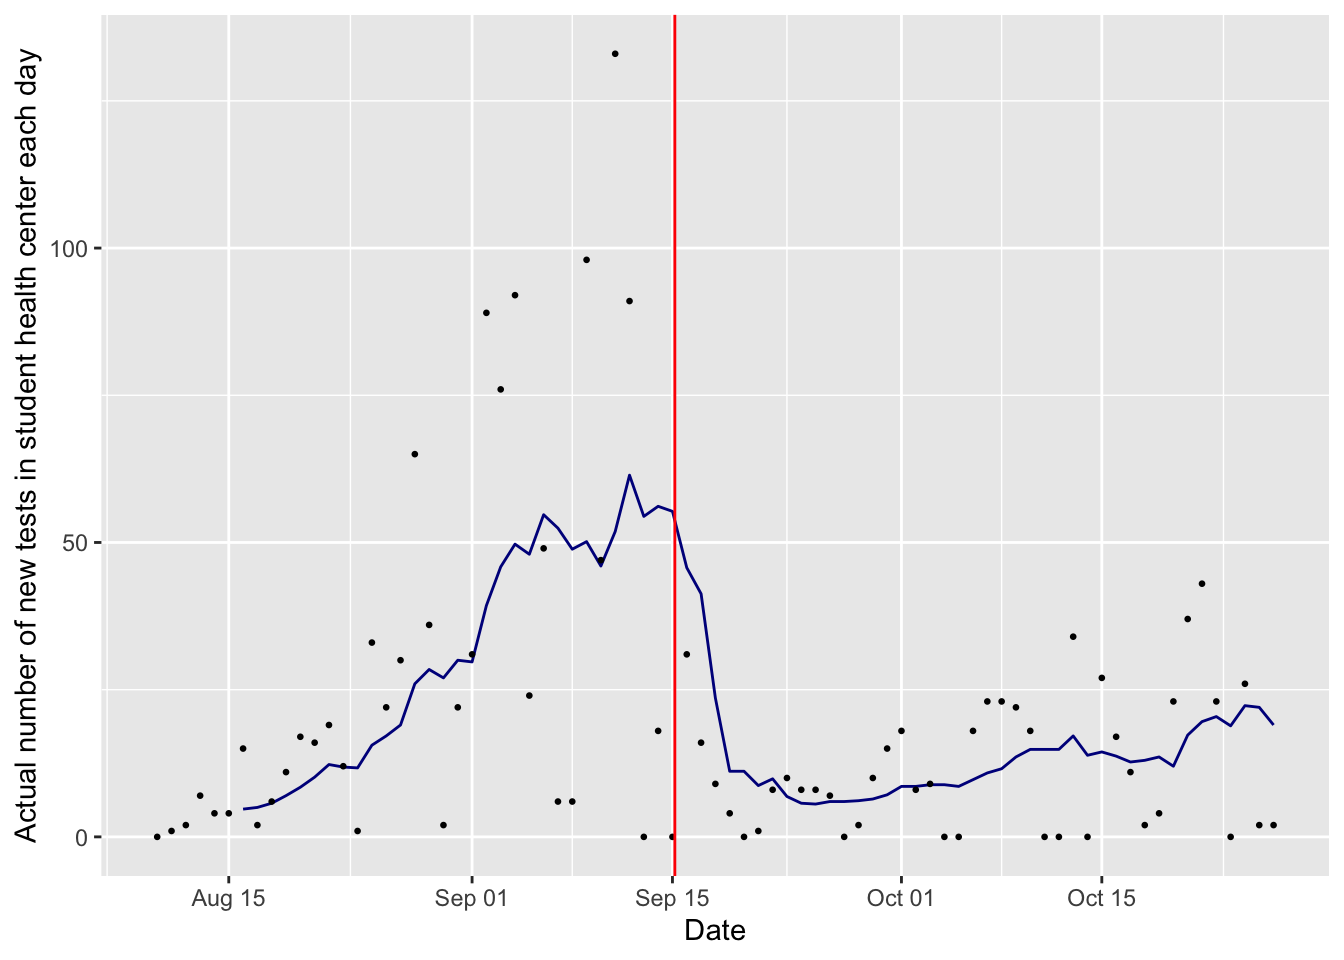 Actual number of new tests in student health center each day
100
50
0
Aug 15
Sep 01
Sep 15
Oct 01
Oct 15
Date